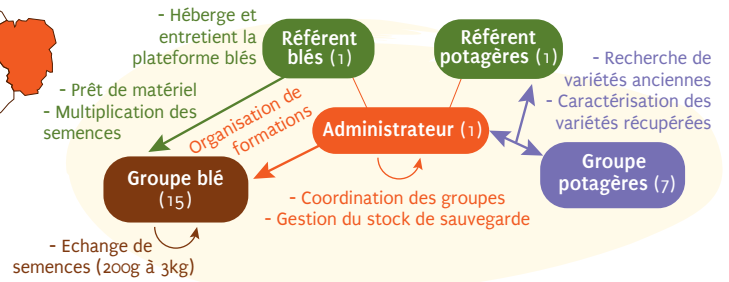 - Héberge et
entretient la
plateforme blés
Référent
blés (1)
Référent
potagères (1)
- Recherche de
variétés anciennes
- Caractérisation des
variétés récupérées
- Prêt de matériel
- Multiplication des
semences
Organisation de
formations
Administrateur (1)
Groupe blé
(15)
Groupe
potagères (7)
- Coordination des groupes
- Gestion du stock de sauvegarde
- Echange de
semences (200g à 3kg)